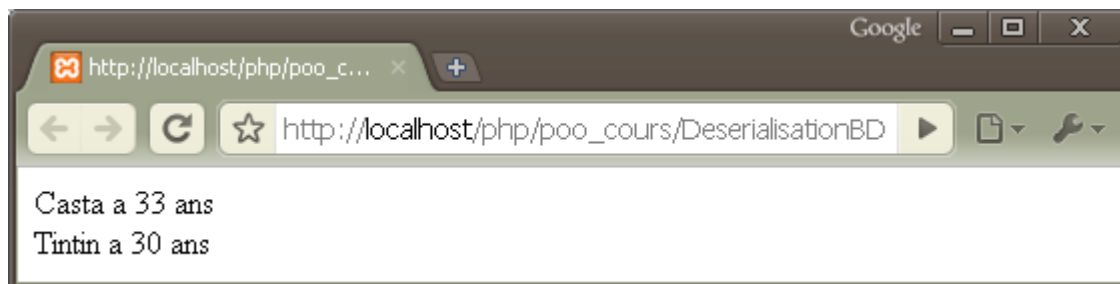 Google
http://localhost/php/poo_c...
http://localhost/php/poo_cours/DeserialisationBD
Casta a 33 ans
Tintin a 30 ans